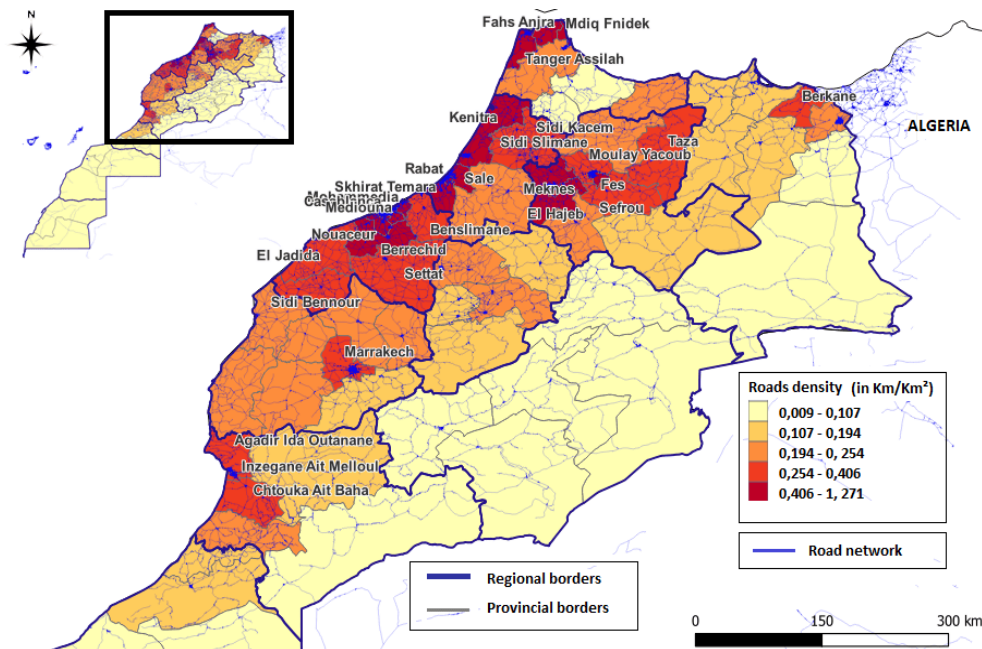 N
Fahs Anjra
Mdiq Fnidek
Tanger Assilah
Berkane
Kenitra
ALGERIA
Sidi Kacem
Sidi Slimane
Taza
Moulay Yacoub
Rabat
Sale
Skhirat Temara
Meknes
Fes
Mohammedia
Casablanca
Mediouna
El Hajeb
Sefrou
Benslimane
Nouaceur
Berrechid
El Jadida
Settat
Sidi Bennour
Marrakech
Roads density (in Km/Km²)
0,009 - 0,107
0,107 - 0,194
0,194 - 0,254
0,254 - 0,406
0,406 - 1, 271
Agadir Ida Outanane
Inzegane Ait Melloul
Chtouka Ait Baha
Road network
Regional borders
Provincial borders
0 150 300 km